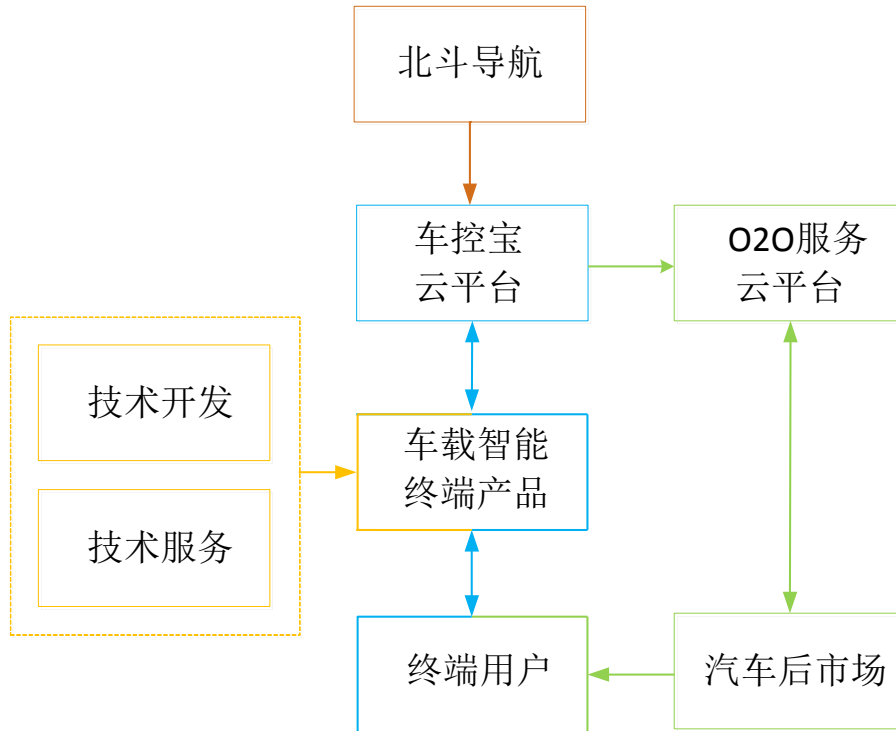 北斗导航
车控宝
云平台
O2O服务
云平台
技术开发
车载智能
终端产品
技术服务
终端用户
汽车后市场